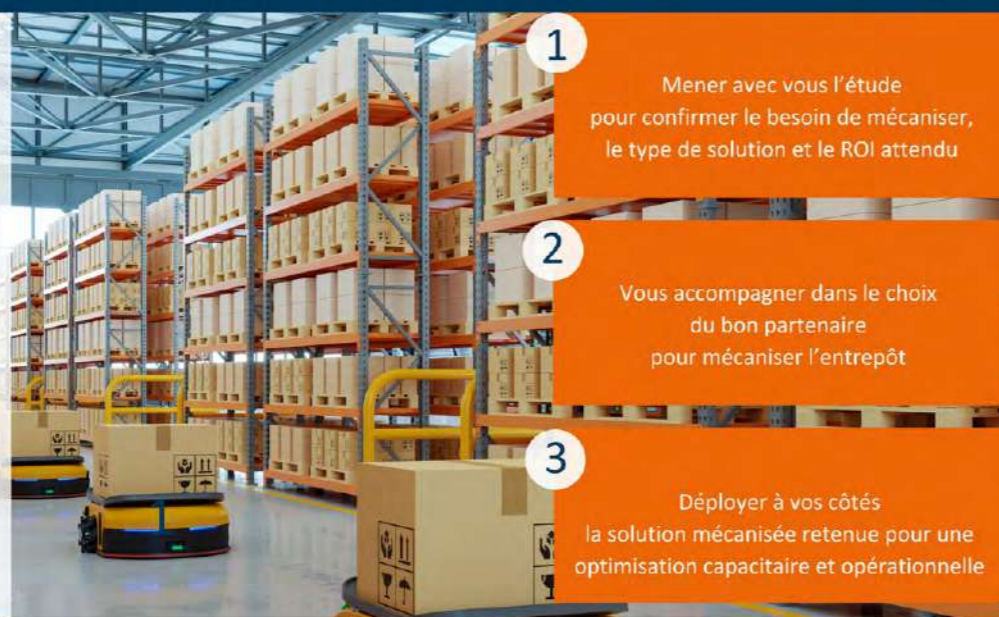 1
Mener avec vous l’étude
pour confirmer le besoin de mécaniser,
le type de solution et le ROI attendu
2
Vous accompagner dans le choix
du bon partenaire
pour mécaniser l’entrepôt
3
Déployer à vos côtés
la solution mécanisée retenue pour une
optimisation capacitaire et opérationnelle